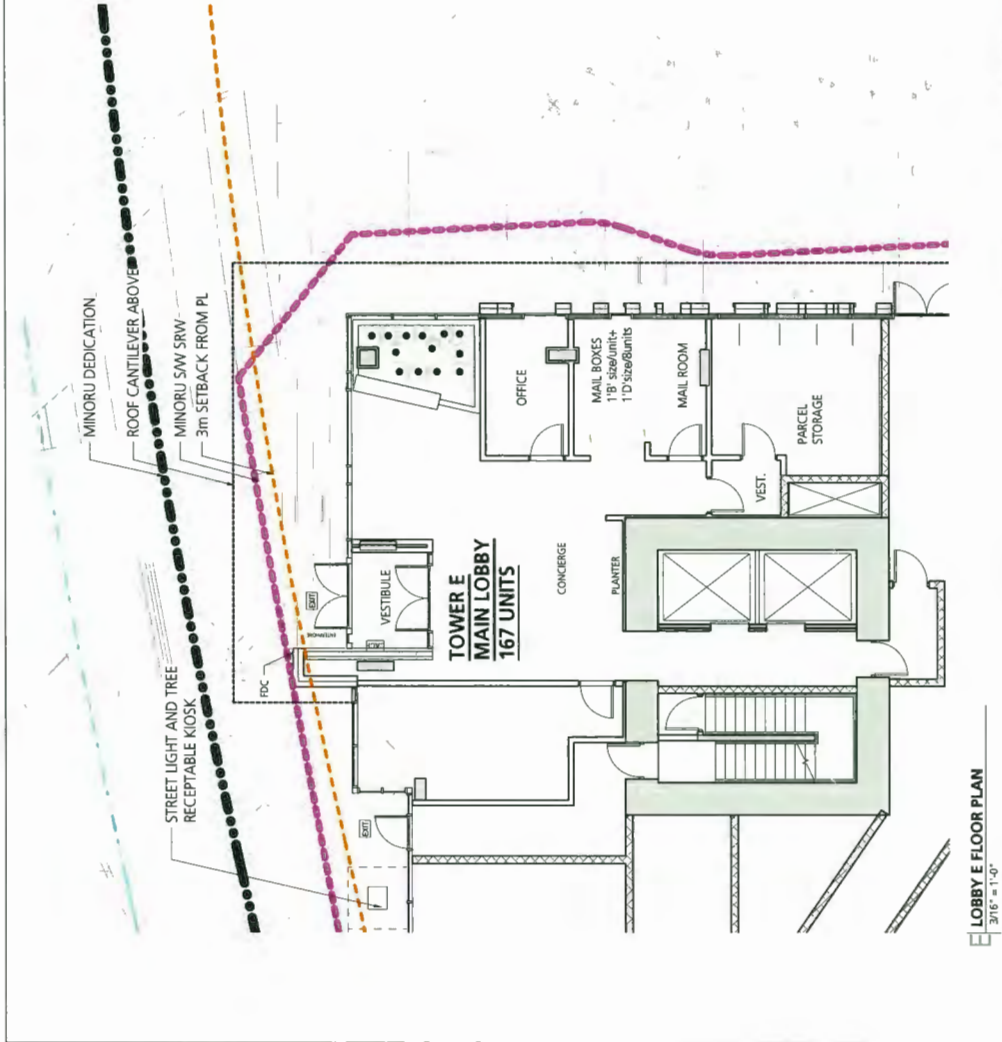 MINORU DEDICATION
ROOF CANTILEVER ABOVE
MINORU S/W SRW
3m SETBACK FROM PL
STREET LIGHT AND TREE
RECEPTABLE KIOSK
FDC
EXIT
ENTERPHONE
VESTIBULE
TOWER E
MAIN LOBBY
167 UNITS
OFFICE
MAIL BOXES
1'B' size/unit+
1'D'size/8units
MAIL ROOM
PARCEL
STORAGE
VEST.
CONCIERGE
PLANTER
EXIT
E LOBBY E FLOOR PLAN
3/16" = 1'-0"